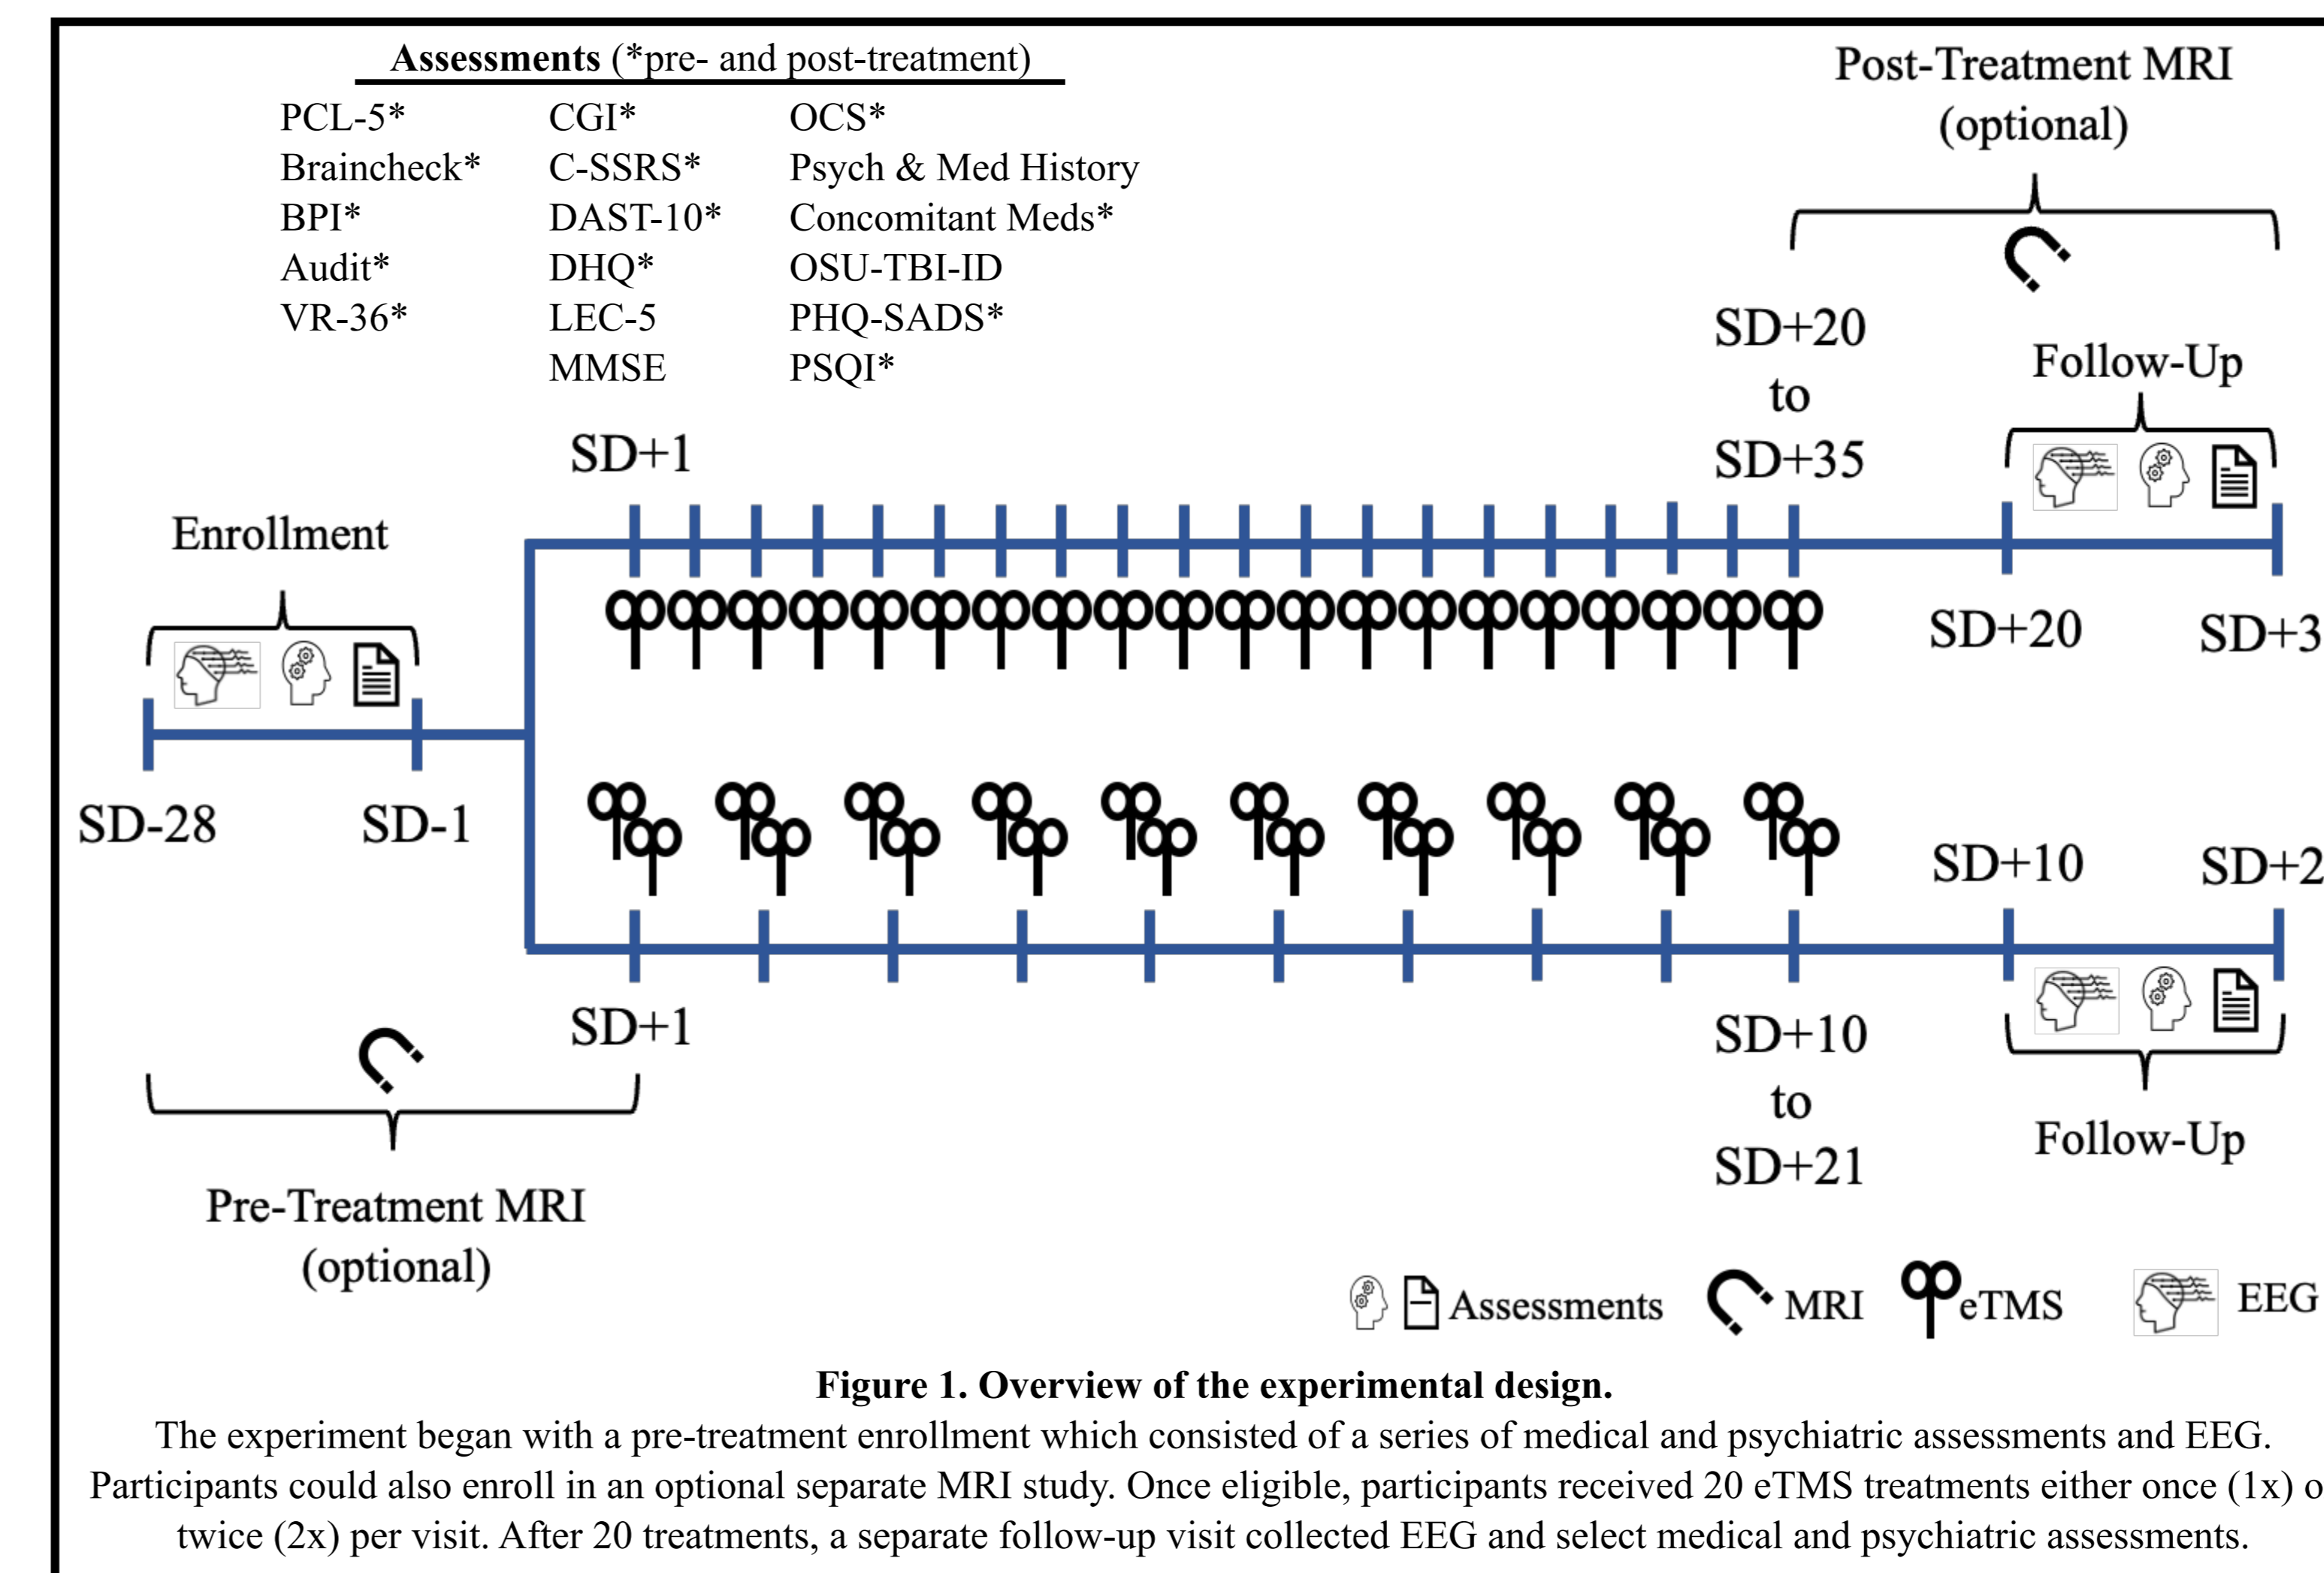 Assessments (*pre- and post-treatment)
PCL-5*
Braincheck*
BPI*
Audit*
VR-36*
CGI*
C-SSRS*
DAST-10*
DHQ*
LEC-5
MMSE
OCS*
Psych & Med History
Concomitant Meds*
OSU-TBI-ID
PHQ-SADS*
PSQI*
Post-Treatment MRI
(optional)
SD+20
to
SD+35
Follow-Up
SD+1
Enrollment
SD+20
SD+3
SD-28
SD-1
SD+10
SD+2
SD+1
SD+10
to
SD+21
Follow-Up
Pre-Treatment MRI
(optional)
Assessments
MRI
eTMS
EEG
Figure 1. Overview of the experimental design.
The experiment began with a pre-treatment enrollment which consisted of a series of medical and psychiatric assessments and EEG.
Participants could also enroll in an optional separate MRI study. Once eligible, participants received 20 eTMS treatments either once (1x) o
twice (2x) per visit. After 20 treatments, a separate follow-up visit collected EEG and select medical and psychiatric assessments.